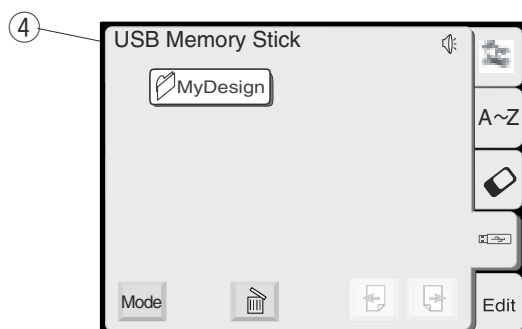 ④
USB Memory Stick
MyDesign
A~Z
Mode
Edit